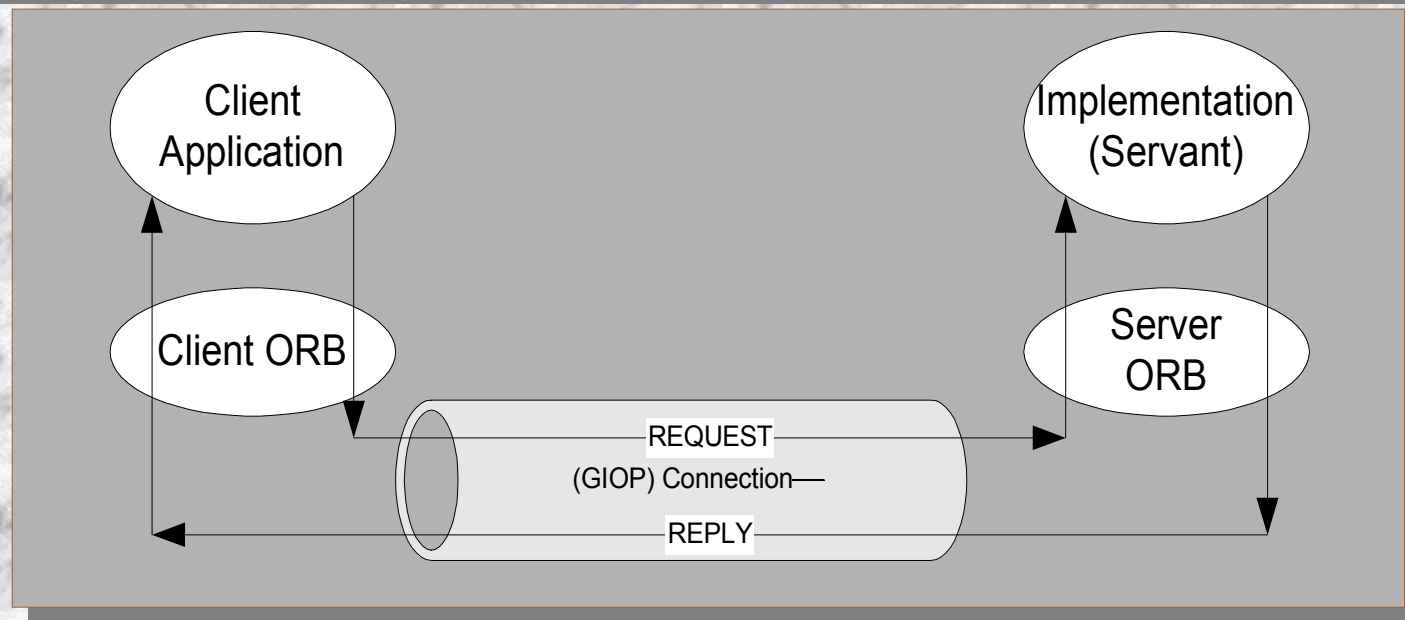 Client
Application
Implementation
(Servant)
Client ORB
Server
ORB
REQUEST
(GIOP) Connection
REPLY